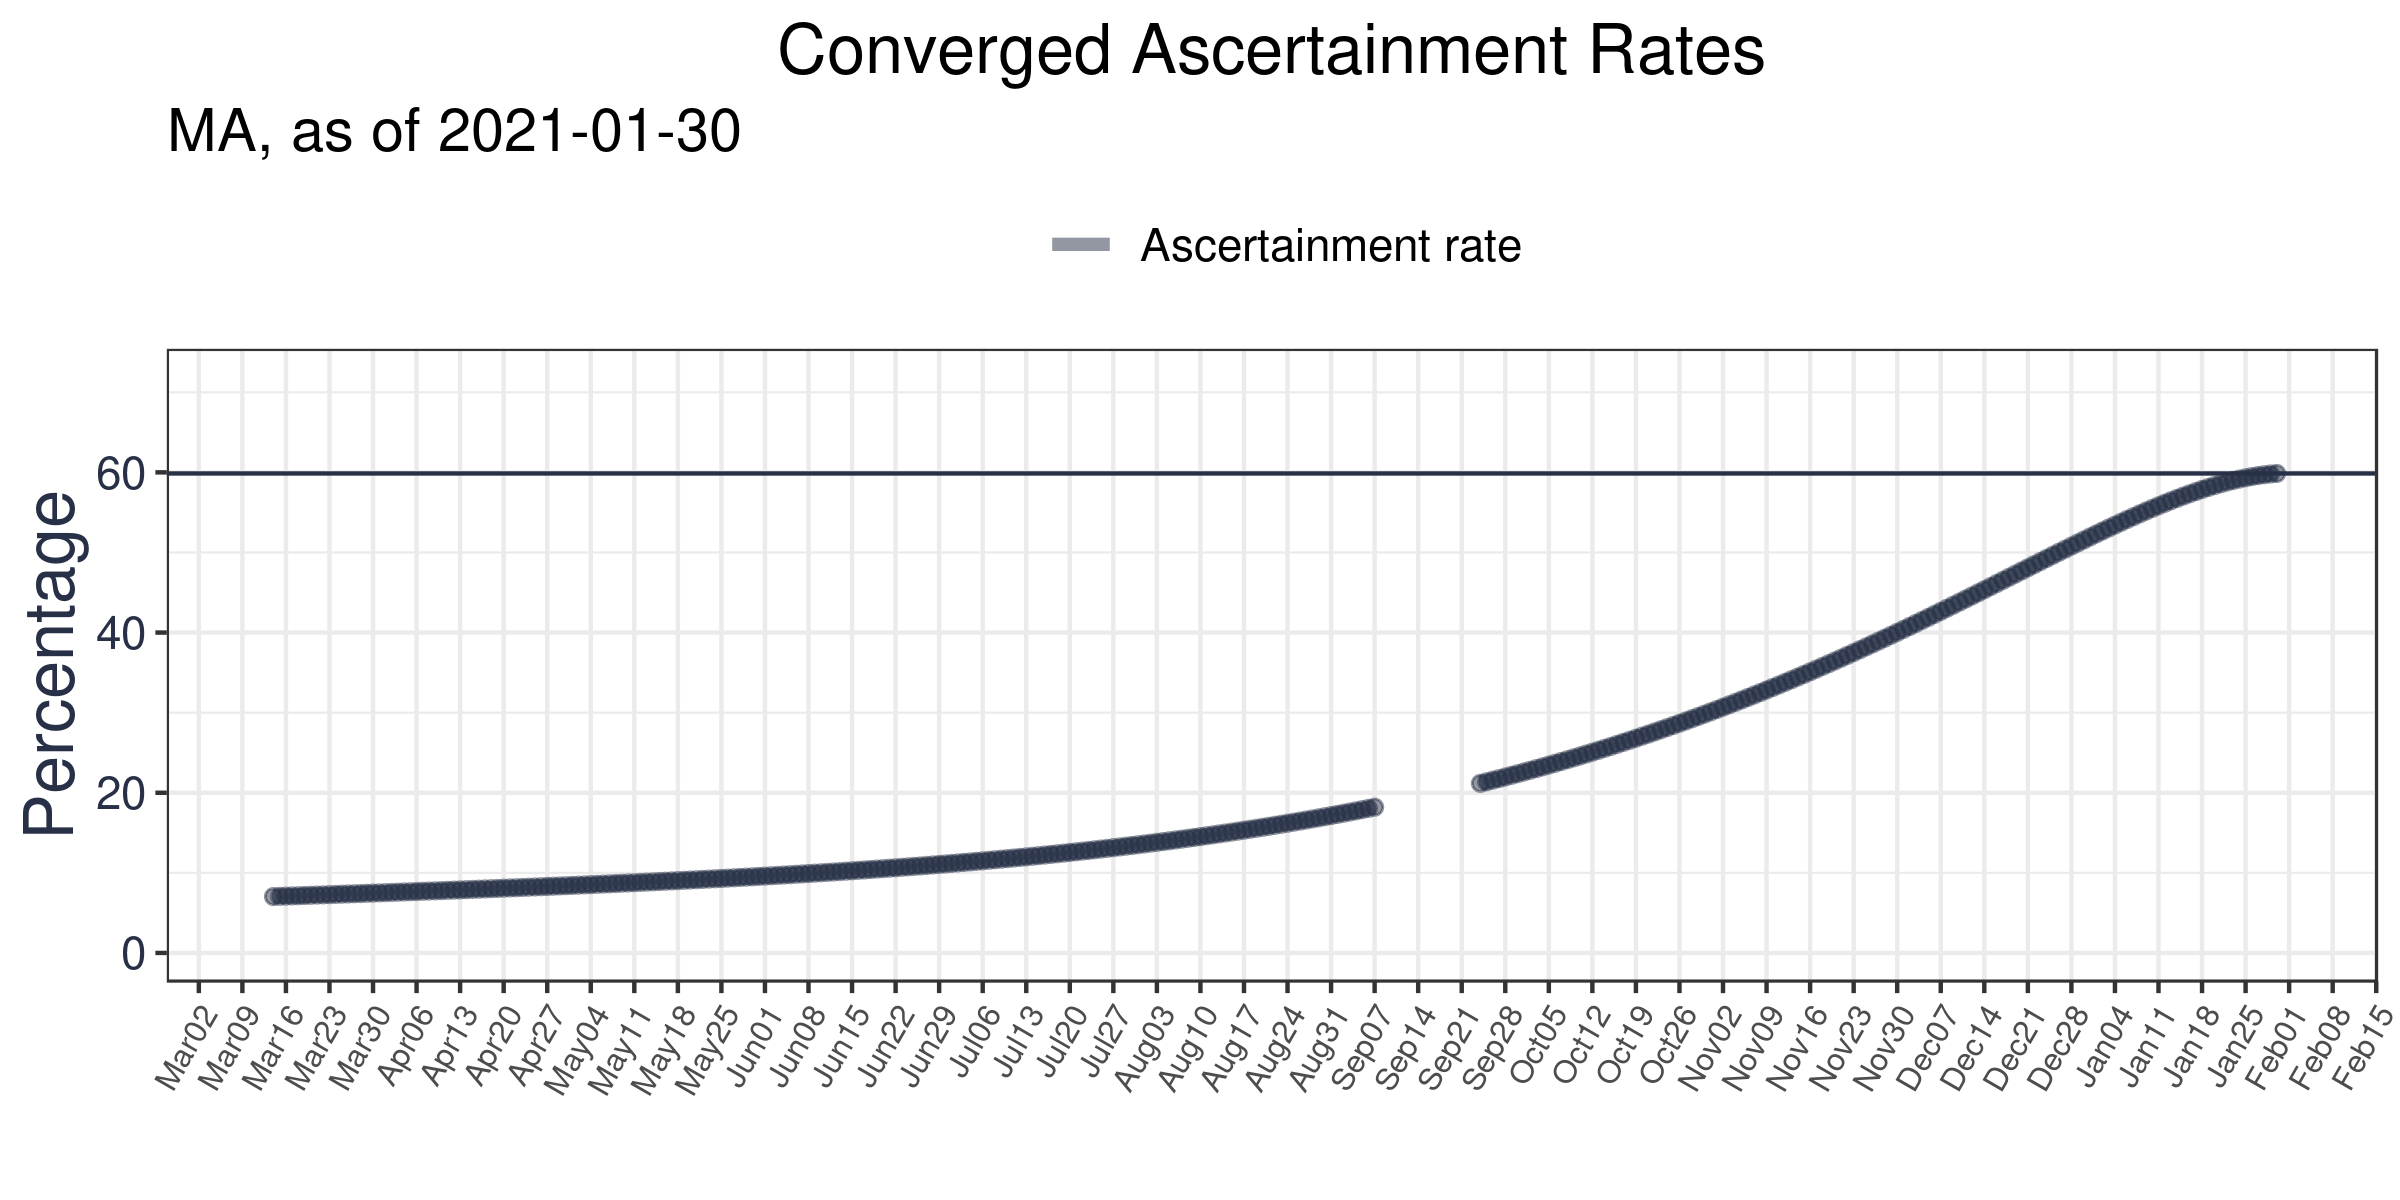 Converged Ascertainment Rates
MA, as of 2021-01-30
Ascertainment rate
Percentage
60
40
20
0
Mar02 Mar09 Mar16 Mar23 Mar30 Apr06 Apr13 Apr20 Apr27 May04 May11 May18 May25 Jun01 Jun08 Jun15 Jun22 Jun29 Jul06 Jul13 Jul20 Jul27 Aug03 Aug10 Aug17 Aug24 Aug31 Sep07 Sep14 Sep21 Sep28 Oct05 Oct12 Oct19 Oct26 Nov02 Nov09 Nov16 Nov23 Nov30 Dec07 Dec14 Dec21 Dec28 Jan04 Jan11 Jan18 Jan25 Feb01 Feb08 Feb15